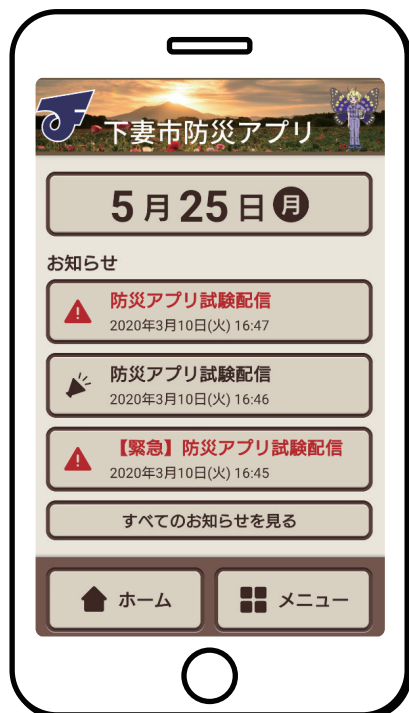 下妻市防災アプリ
5月25日月
お知らせ
防災アプリ試験配信
2020年3月10日(火) 16:47
防災アプリ試験配信
2020年3月10日(火) 16:46
【緊急】防災アプリ試験配信
2020年3月10日(火) 16:45
すべてのお知らせを見る
ホーム
メニュー